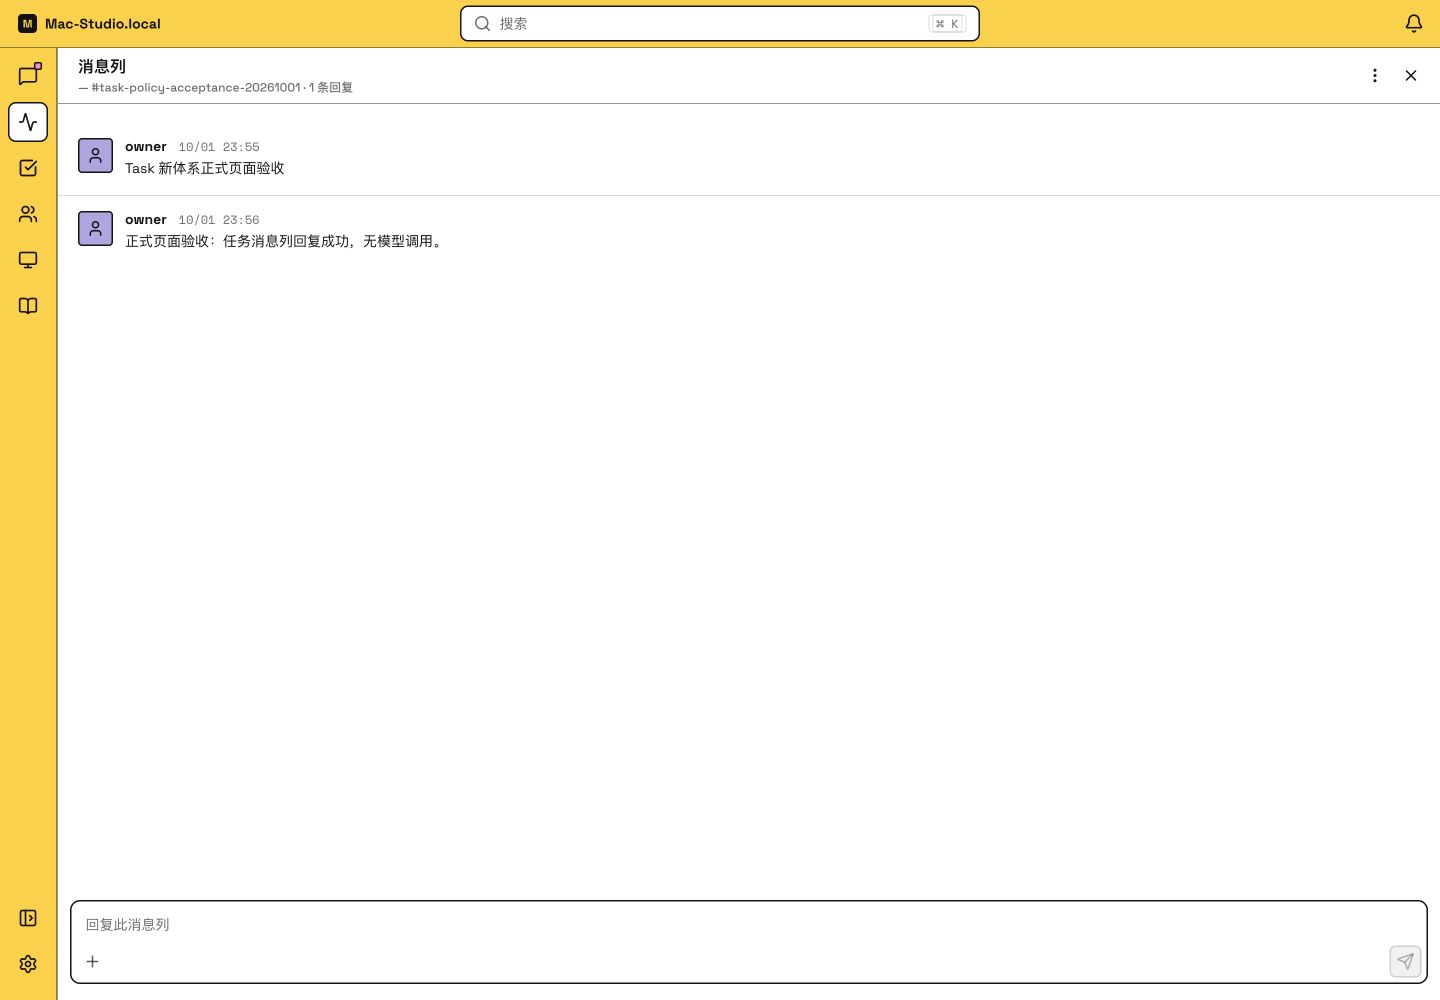 M Mac-Studio.local
搜索
⌘ K
消息列
— #task-policy-acceptance-20261001 · 1 条回复
owner 10/01 23:55
Task 新体系正式页面验收
owner 10/01 23:56
正式页面验收：任务消息列回复成功，无模型调用。
回复此消息列